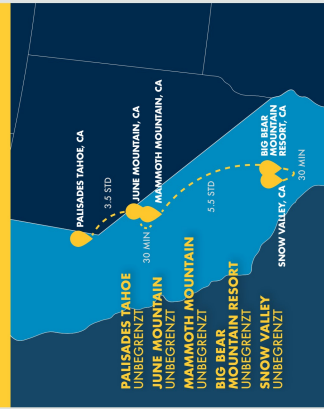 PALISADES TAHOE, CA
3.5 STD
JUNE MOUNTAIN, CA
MAMMOTH MOUNTAIN, CA
30 MIN
5.5 STD
BIG BEAR
MOUNTAIN
RESORT, CA
SNOW VALLEY, CA
30 MIN
PALISADES TAHOE
UNBEGRENZT
JUNE MOUNTAIN
UNBEGRENZT
MAMMOTH MOUNTAIN
UNBEGRENZT
BIG BEAR
MOUNTAIN RESORT
UNBEGRENZT
SNOW VALLEY
UNBEGRENZT